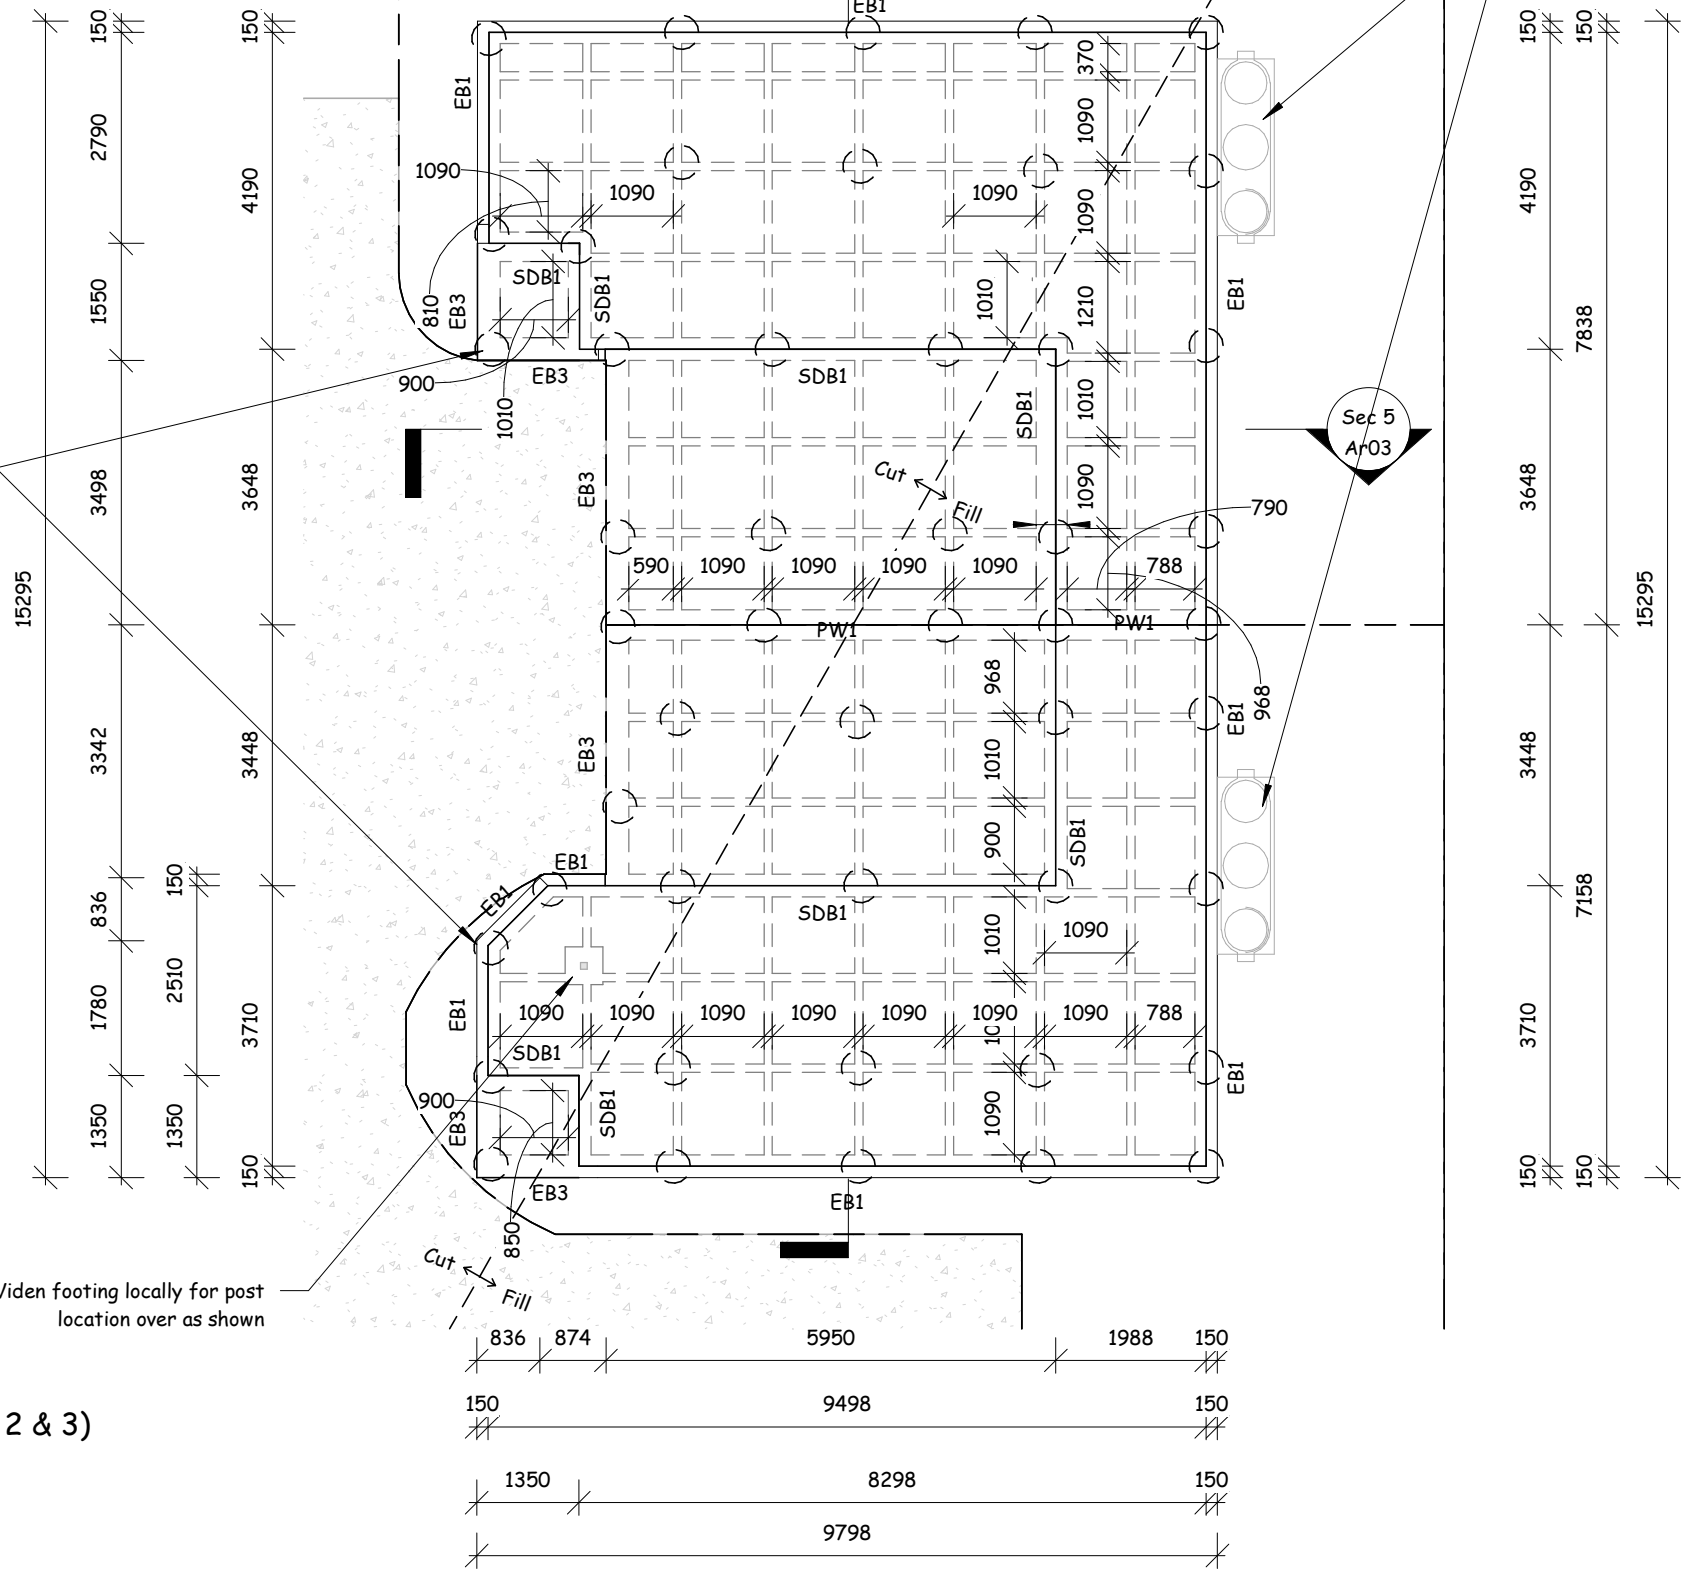 EB1
150
150
150
150
370
EB1
2790
1090
4190
1090
1090
1090
4190
4190
1090
SDB1
SDB1
1550
810
EB3
1010
1210
EB1
7838
900
EB3
SDB1
1010
SDB1
1010
Sec 5
Ar03
3498
3648
EB3
Cut
Fill
1090
790
3648
15295
590
1090
1090
1090
1090
788
15295
PW1
PW1
968
968
EB1
3342
3448
EB3
1010
3448
900
SDB1
150
EB1
EB1
SDB1
836
7158
1010
1090
2510
1780
EB1
3710
1090
1090
1090
1090
1090
1090
1090
788
3710
SDB1
EB1
1350
1350
900
EB3
SDB1
1090
150
EB3
EB1
850
150
150
Cut
Fill
Widen footing locally for post
location over as shown
836
874
5950
1988
150
150
9498
150
2 & 3)
1350
8298
150
9798